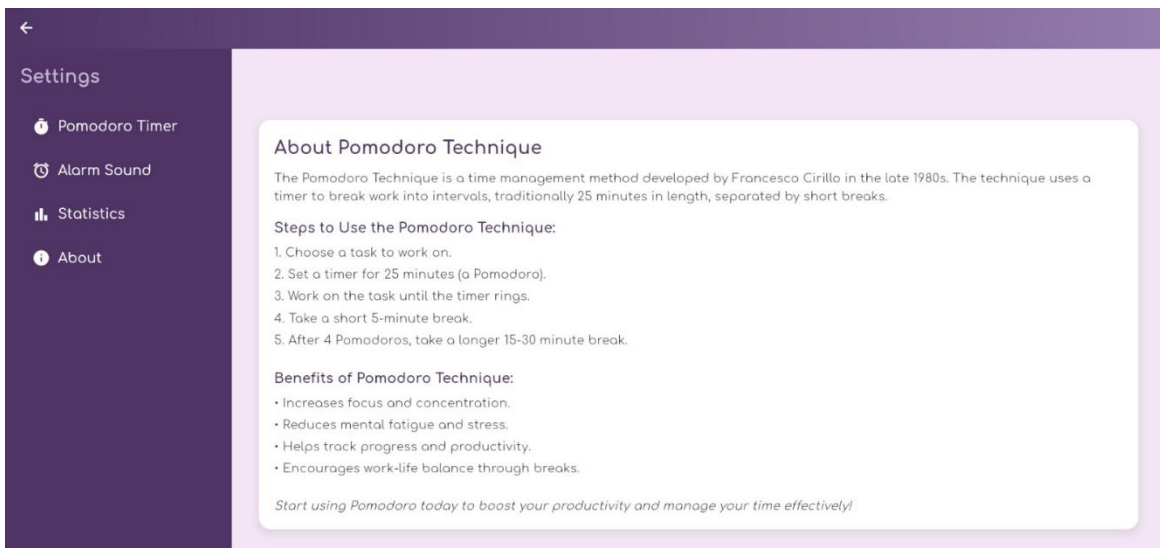 Settings
Pomodoro Timer
Alarm Sound
Statistics
About
About Pomodoro Technique
The Pomodoro Technique is a time management method developed by Francesco Cirillo in the late 1980s. The technique uses a
timer to break work into intervals, traditionally 25 minutes in length, separated by short breaks.
Steps to Use the Pomodoro Technique:
1. Choose a task to work on.
2. Set a timer for 25 minutes (a Pomodoro).
3. Work on the task until the timer rings.
4. Take a short 5-minute break.
5. After 4 Pomodoros, take a longer 15-30 minute break.
Benefits of Pomodoro Technique:
• Increases focus and concentration.
• Reduces mental fatigue and stress.
• Helps track progress and productivity.
• Encourages work-life balance through breaks.
Start using Pomodoro today to boost your productivity and manage your time effectively!